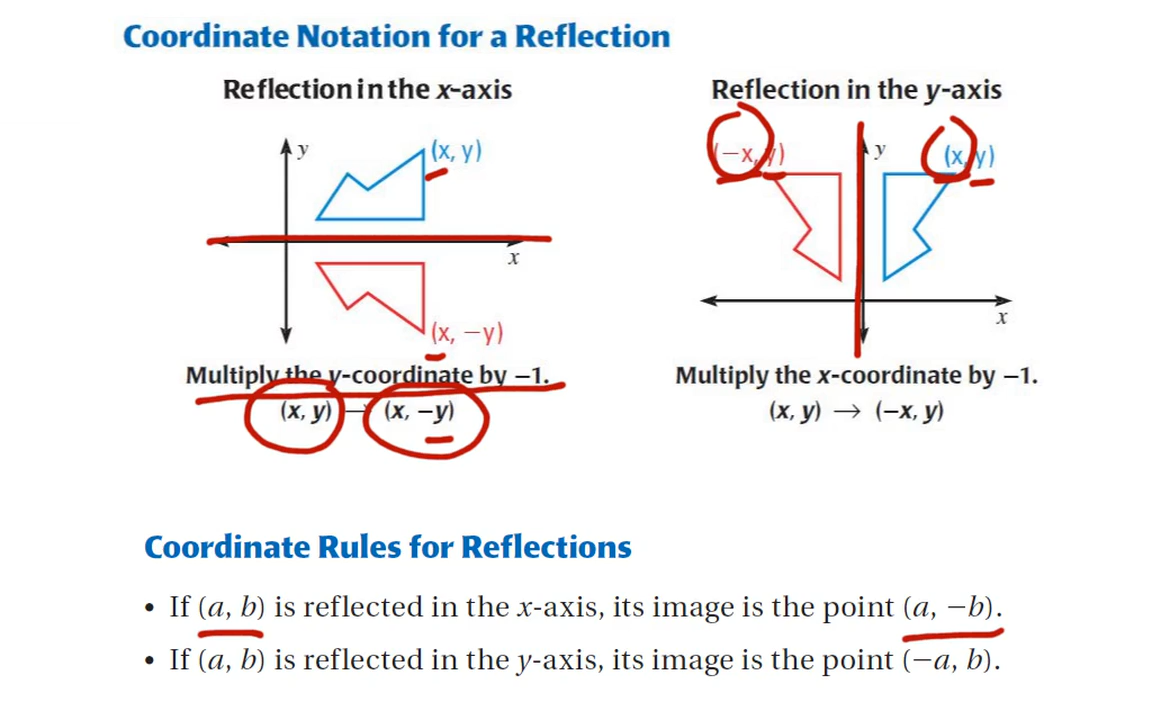 Coordinate Notation for a Reflection
Reflection in the x-axis
y
(x, y)
x
(x, −y)
Multiply the y-coordinate by −1.
(x, y) → (x, −y)
Reflection in the y-axis
(−x, y)
y
(x, y)
x
Multiply the x-coordinate by −1.
(x, y) → (−x, y)
Coordinate Rules for Reflections
• If (a, b) is reflected in the x-axis, its image is the point (a, −b).
• If (a, b) is reflected in the y-axis, its image is the point (−a, b).